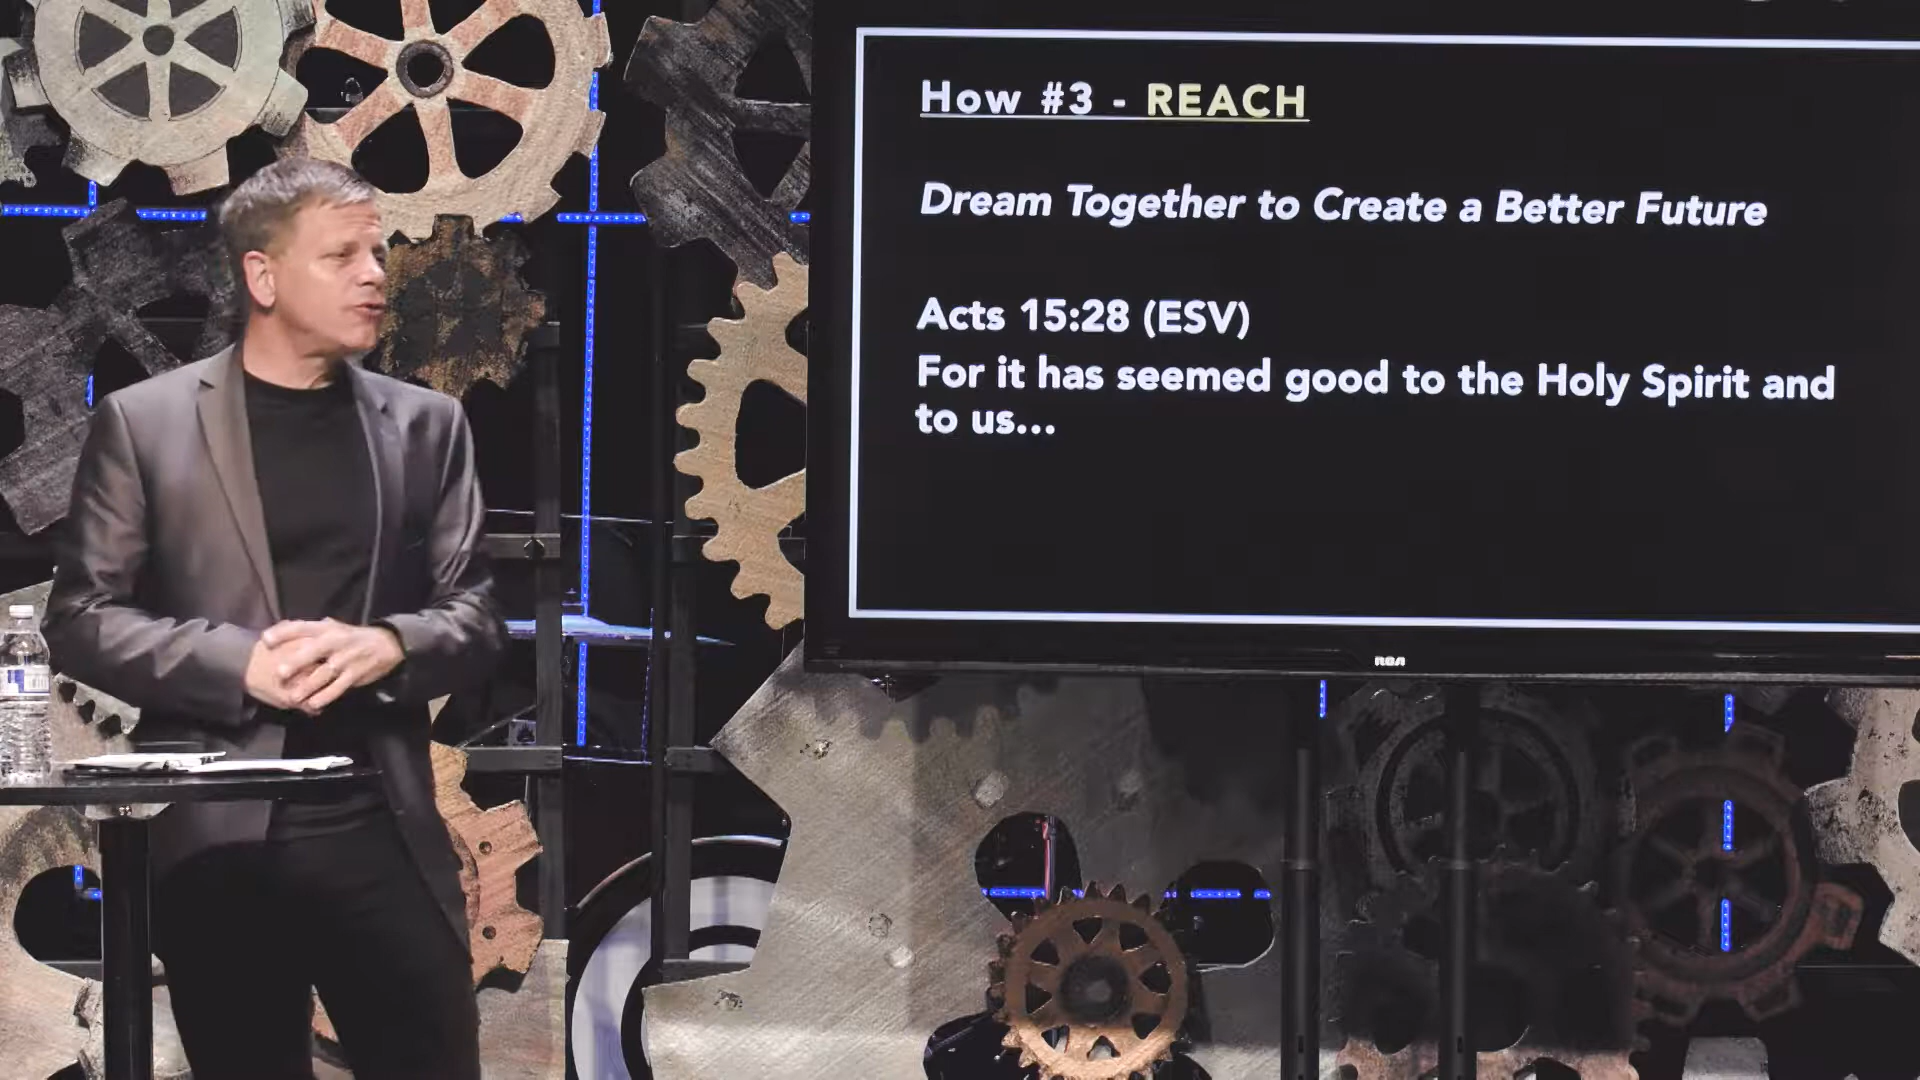 How #3 - REACH
Dream Together to Create a Better Future
Acts 15:28 (ESV)
For it has seemed good to the Holy Spirit and
to us...
RCA